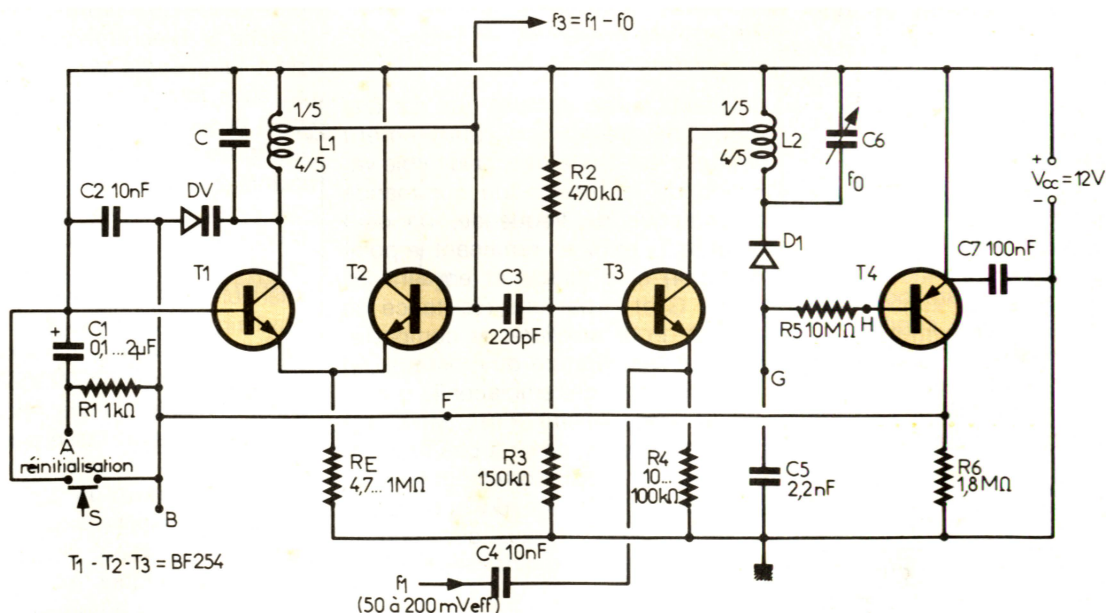 f3 = f1 - f0
1/5
L1
4/5
C
C2 10nF
DV
T1
T2
C3
220pF
R2
470kΩ
T3
1/5
L2
4/5
C6
f0
D1
+
Vcc = 12V
-
C7 100nF
T4
R5 10MΩ
H
+
C1
0,1...2µF
R1 1kΩ
A
réinitialisation
S
B
F
G
RE
4,7... 1MΩ
R3
150kΩ
R4
10...
100kΩ
C5
2,2nF
R6
1,8MΩ
T1 - T2 - T3 = BF254
C4 10nF
f1
(50 à 200 mVeff)